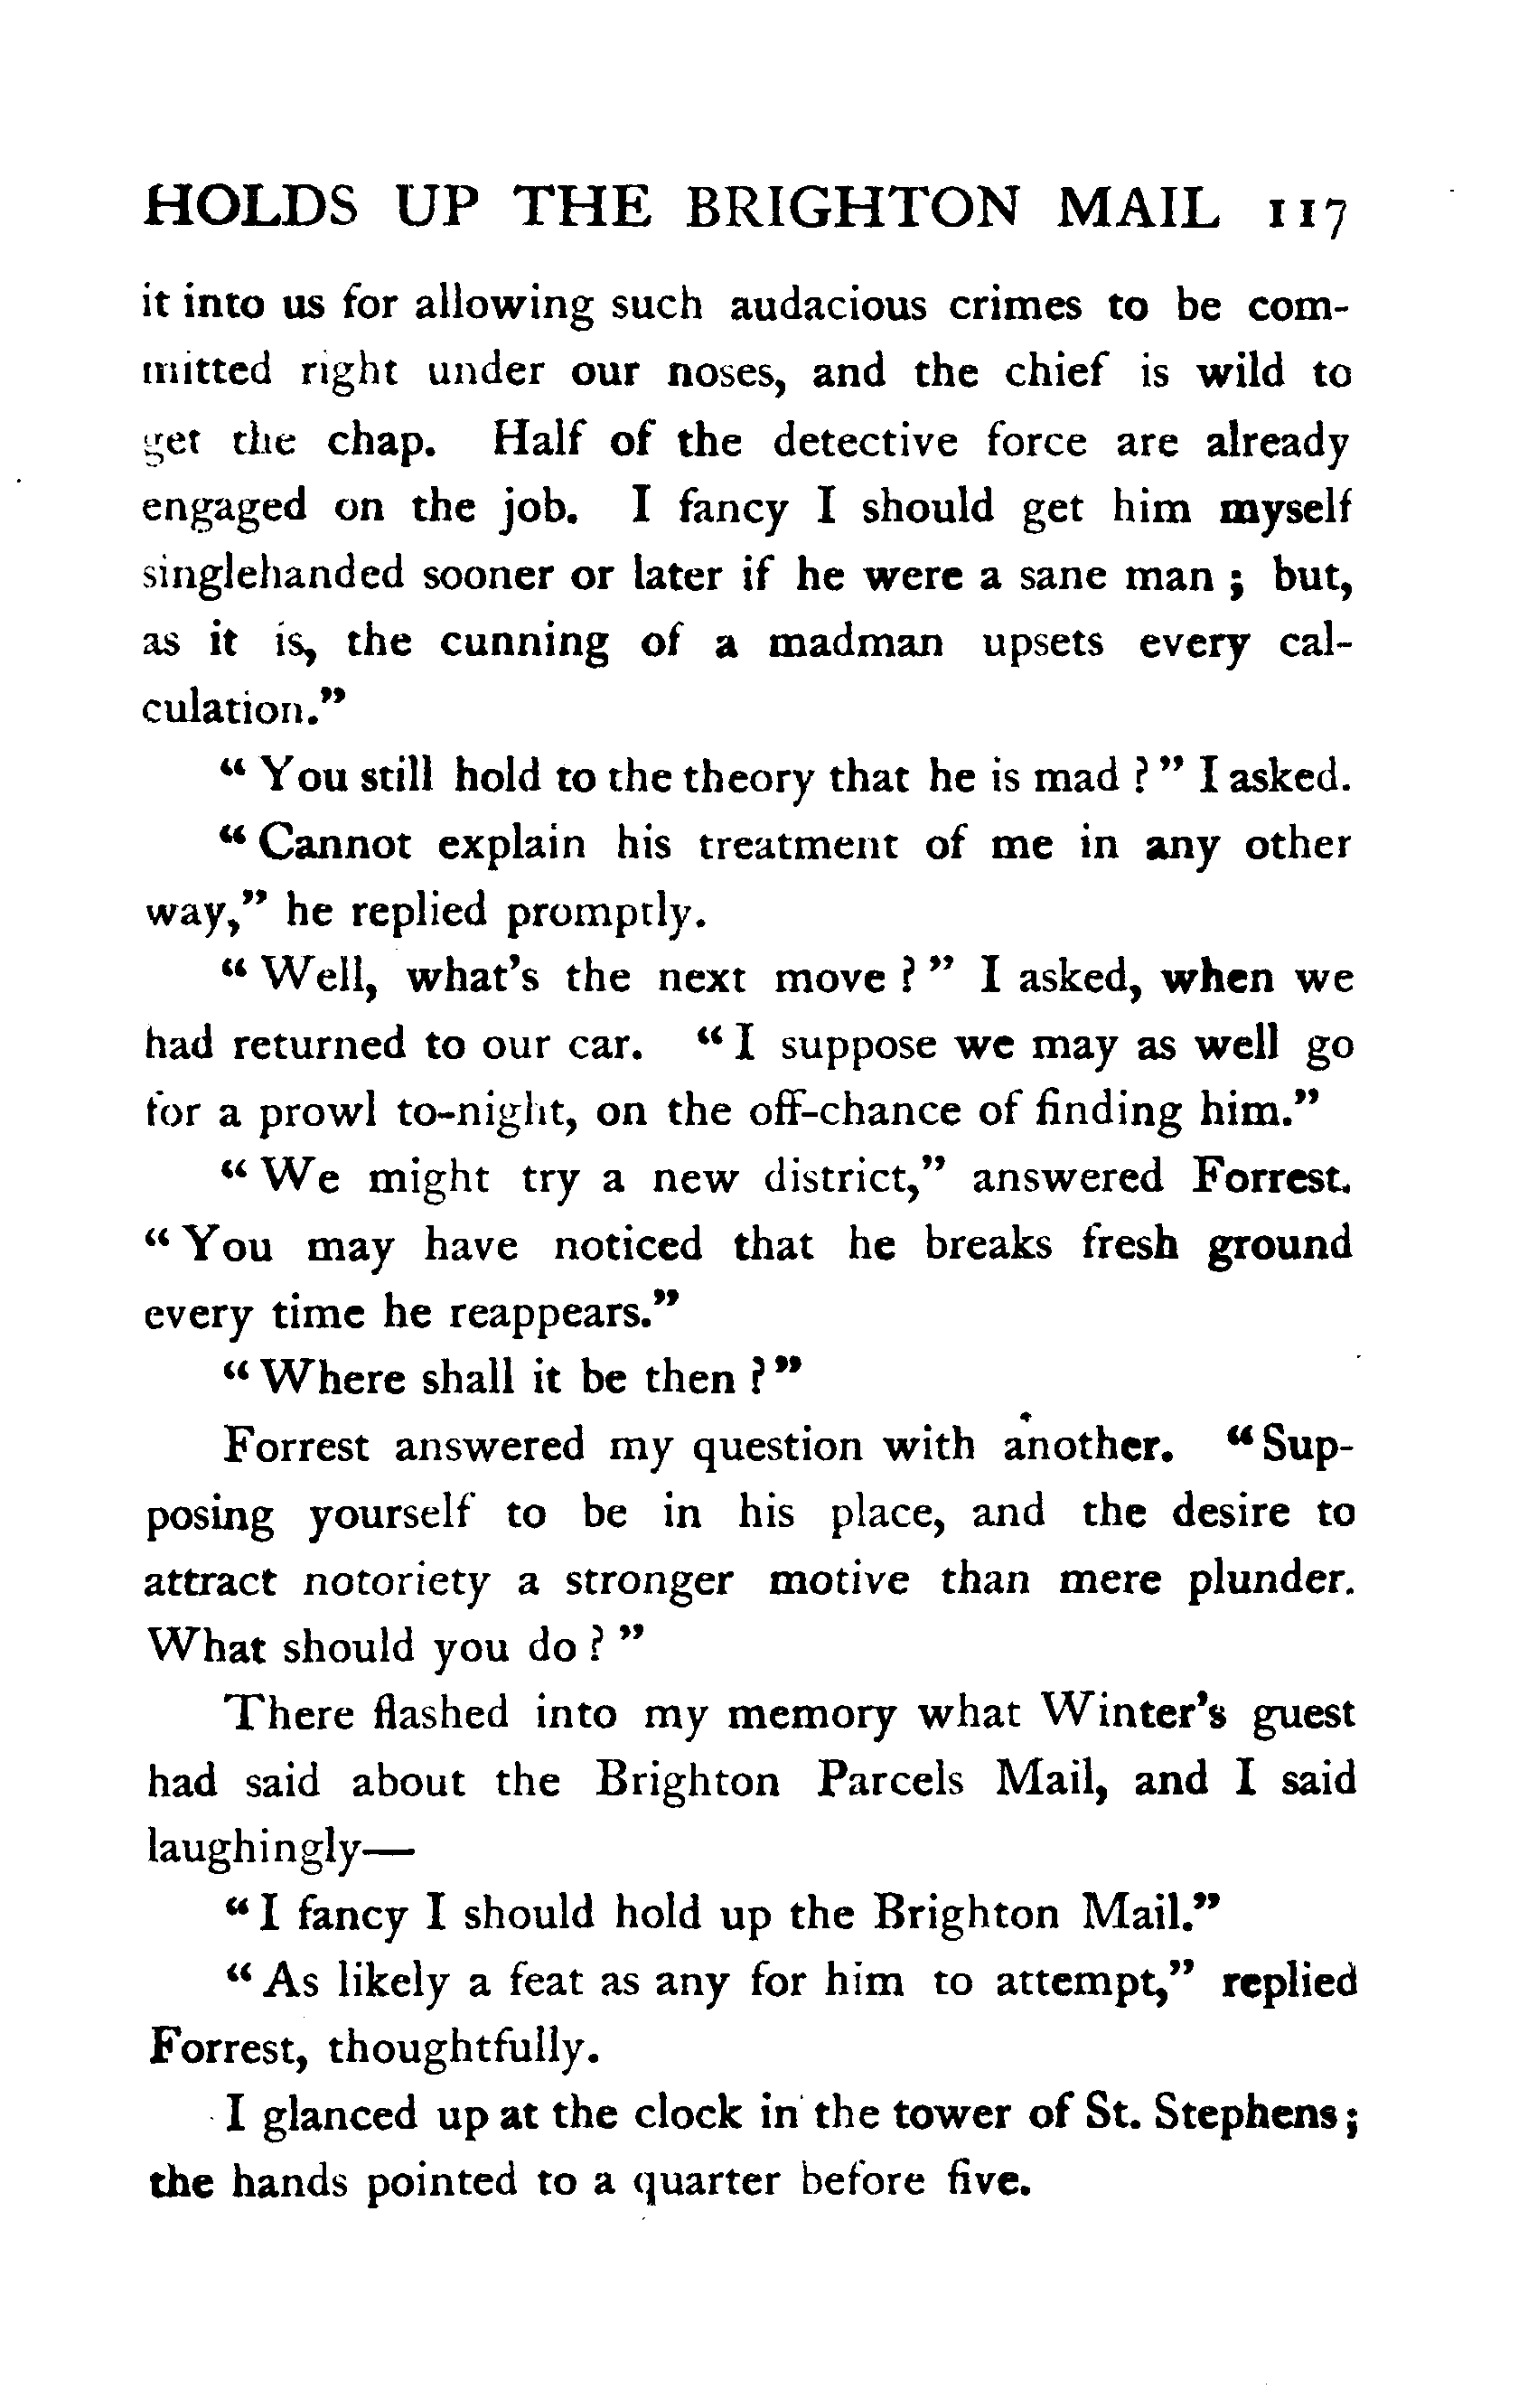 HOLDS UP THE BRIGHTON MAIL 117
it into us for allowing such audacious crimes to be com-
mitted right under our noses, and the chief is wild to
get the chap. Half of the detective force are already
engaged on the job. I fancy I should get him myself
singlehanded sooner or later if he were a sane man ; but,
as it is, the cunning of a madman upsets every cal-
culation."
" You still hold to the theory that he is mad ? " I asked.
" Cannot explain his treatment of me in any other
way," he replied promptly.
" Well, what's the next move ? " I asked, when we
had returned to our car. " I suppose we may as well go
for a prowl to-night, on the off-chance of finding him."
" We might try a new district," answered Forrest.
" You may have noticed that he breaks fresh ground
every time he reappears."
" Where shall it be then ? "
Forrest answered my question with another. " Sup-
posing yourself to be in his place, and the desire to
attract notoriety a stronger motive than mere plunder.
What should you do ? "
There flashed into my memory what Winter's guest
had said about the Brighton Parcels Mail, and I said
laughingly—
" I fancy I should hold up the Brighton Mail."
" As likely a feat as any for him to attempt," replied
Forrest, thoughtfully.
I glanced up at the clock in the tower of St. Stephens ;
the hands pointed to a quarter before five.